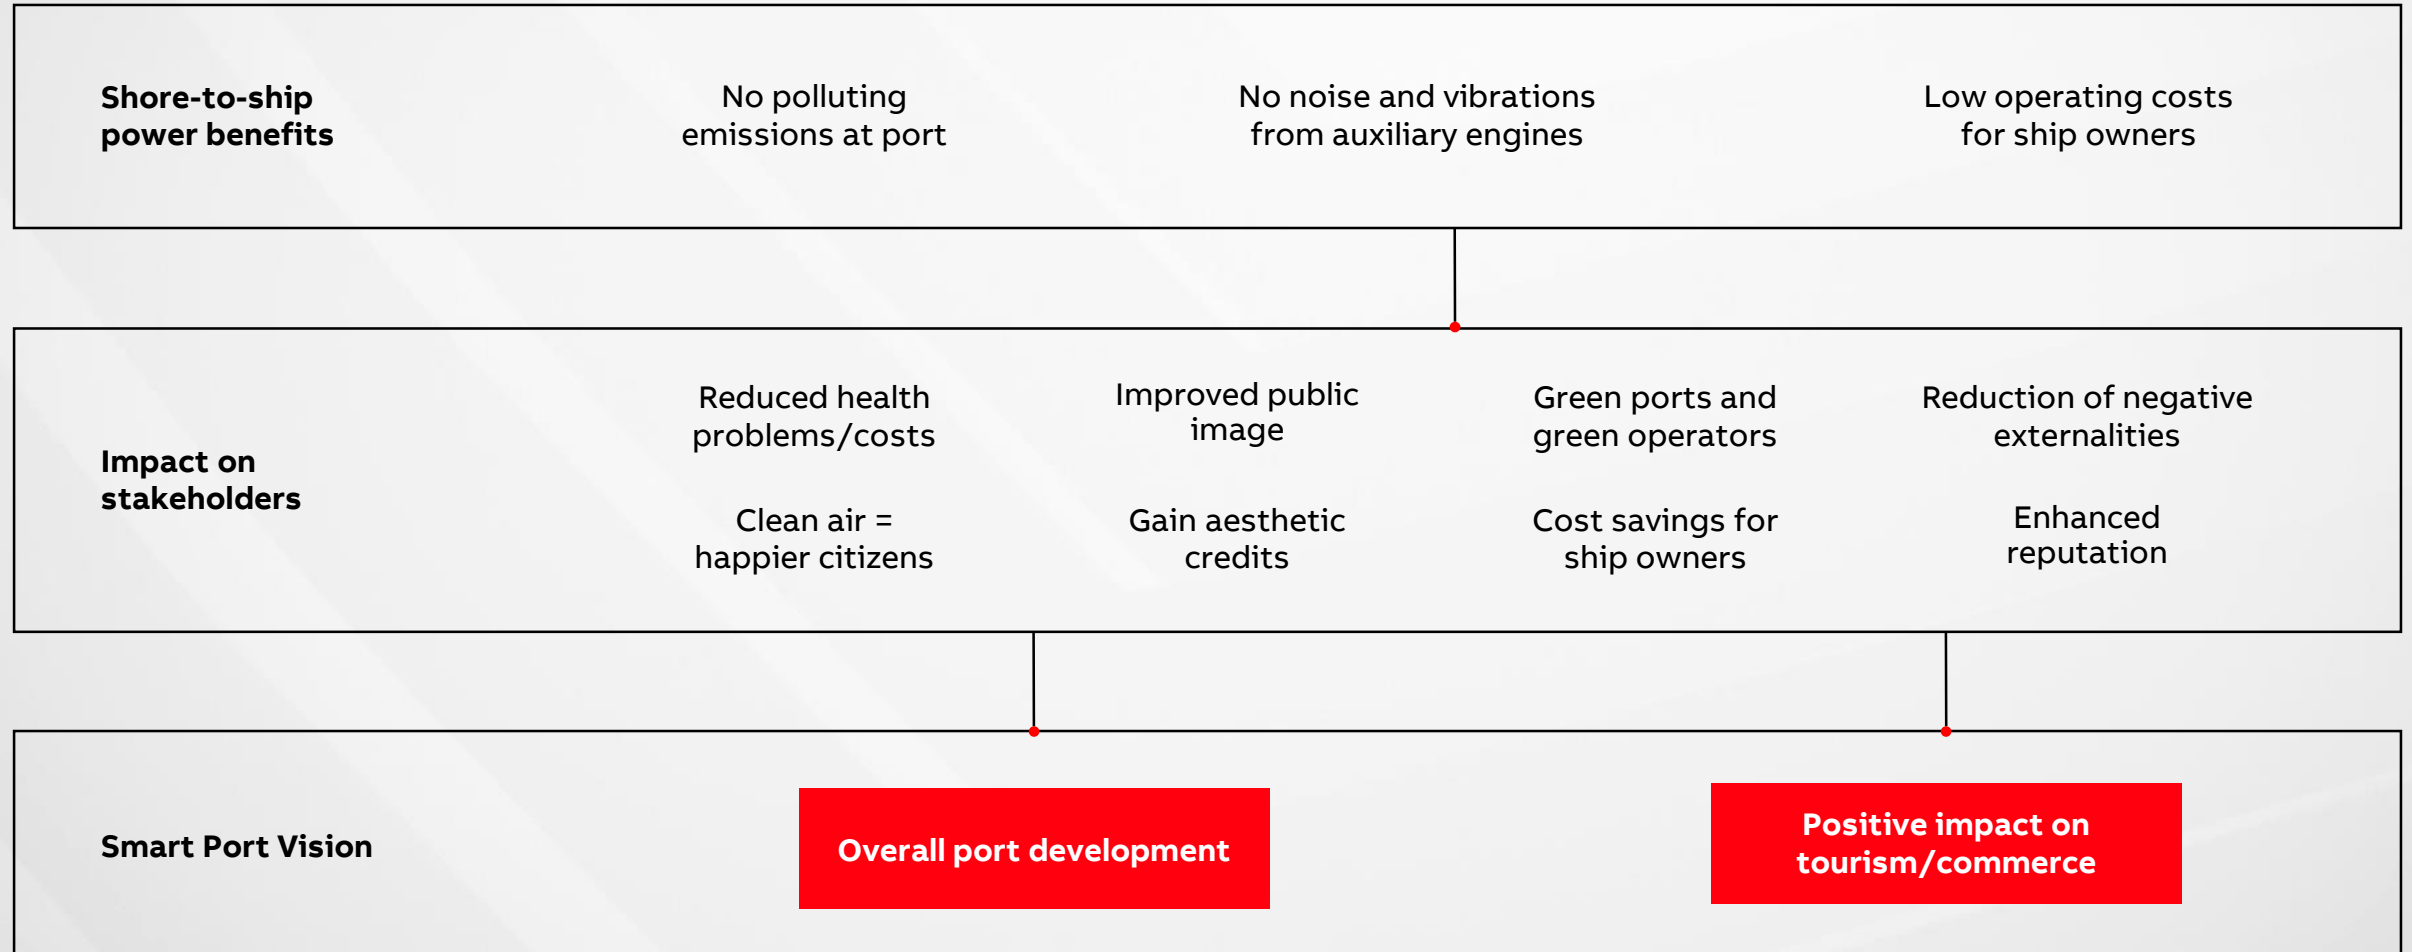 Shore-to-ship
power benefits
No polluting
emissions at port
No noise and vibrations
from auxiliary engines
Low operating costs
for ship owners
Impact on
stakeholders
Reduced health
problems/costs
Improved public
image
Green ports and
green operators
Reduction of negative
externalities
Clean air =
happier citizens
Gain aesthetic
credits
Cost savings for
ship owners
Enhanced
reputation
Smart Port Vision
Overall port development
Positive impact on
tourism/commerce